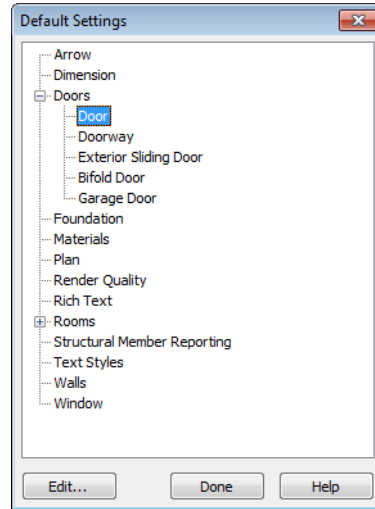 Default Settings
Arrow
Dimension
Doors
Door
Doorway
Exterior Sliding Door
Bifold Door
Garage Door
Foundation
Materials
Plan
Render Quality
Rich Text
Rooms
Structural Member Reporting
Text Styles
Walls
Window
Edit... Done Help